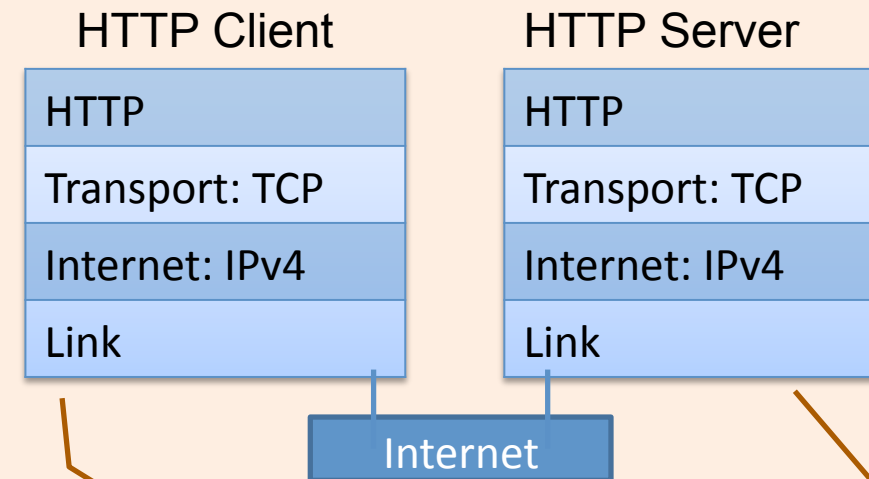 HTTP Client
HTTP Server
HTTP
Transport: TCP
Internet: IPv4
Link
HTTP
Transport: TCP
Internet: IPv4
Link
Internet